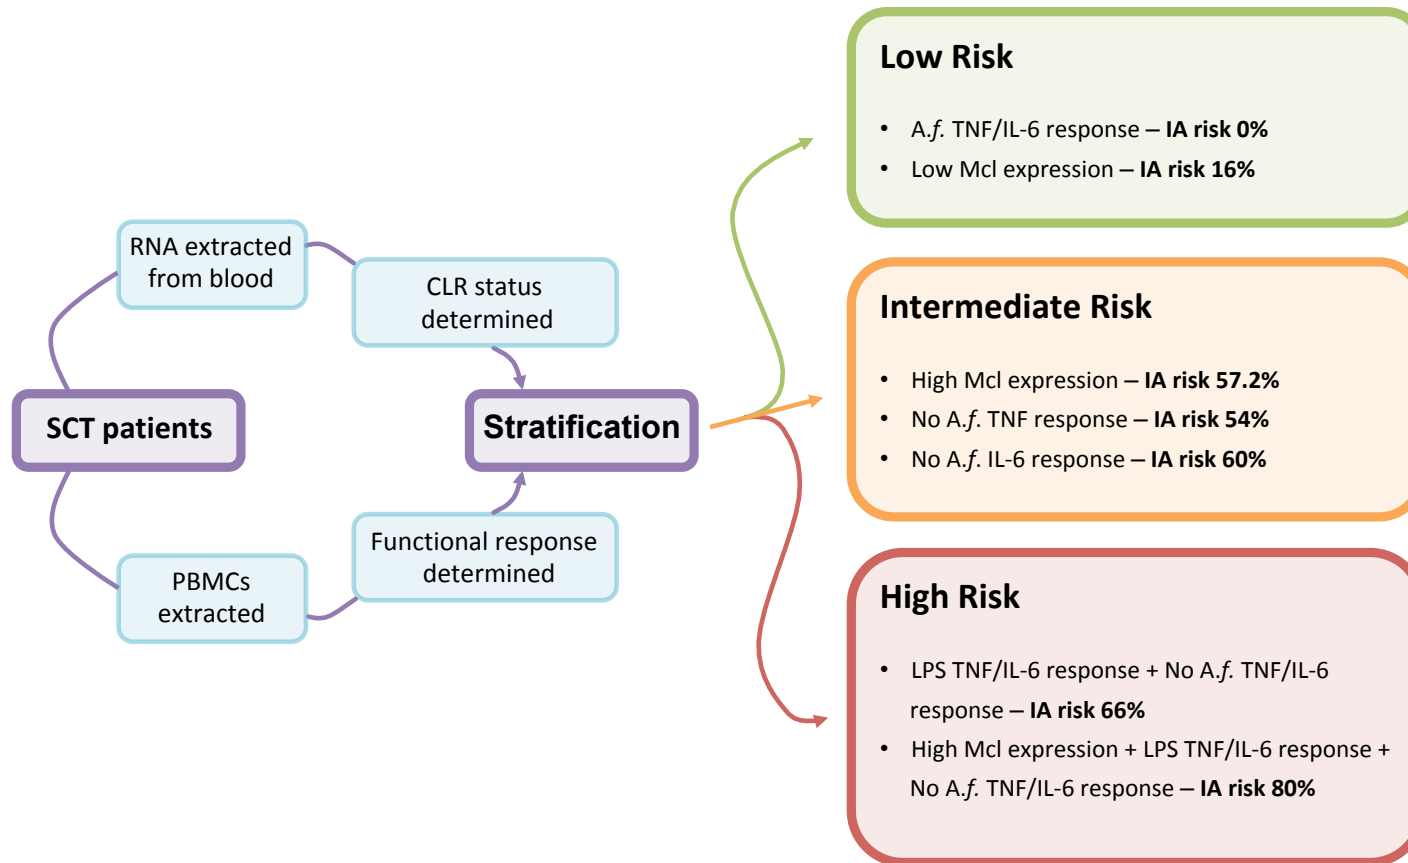 RNA extracted
from blood
CLR status
determined
SCT patients
Stratification
PBMCs
extracted
Functional response
determined
Low Risk
• A.f. TNF/IL-6 response – IA risk 0%
• Low Mcl expression – IA risk 16%
Intermediate Risk
• High Mcl expression – IA risk 57.2%
• No A.f. TNF response – IA risk 54%
• No A.f. IL-6 response – IA risk 60%
High Risk
• LPS TNF/IL-6 response + No A.f. TNF/IL-6
response – IA risk 66%
• High Mcl expression + LPS TNF/IL-6 response +
No A.f. TNF/IL-6 response – IA risk 80%